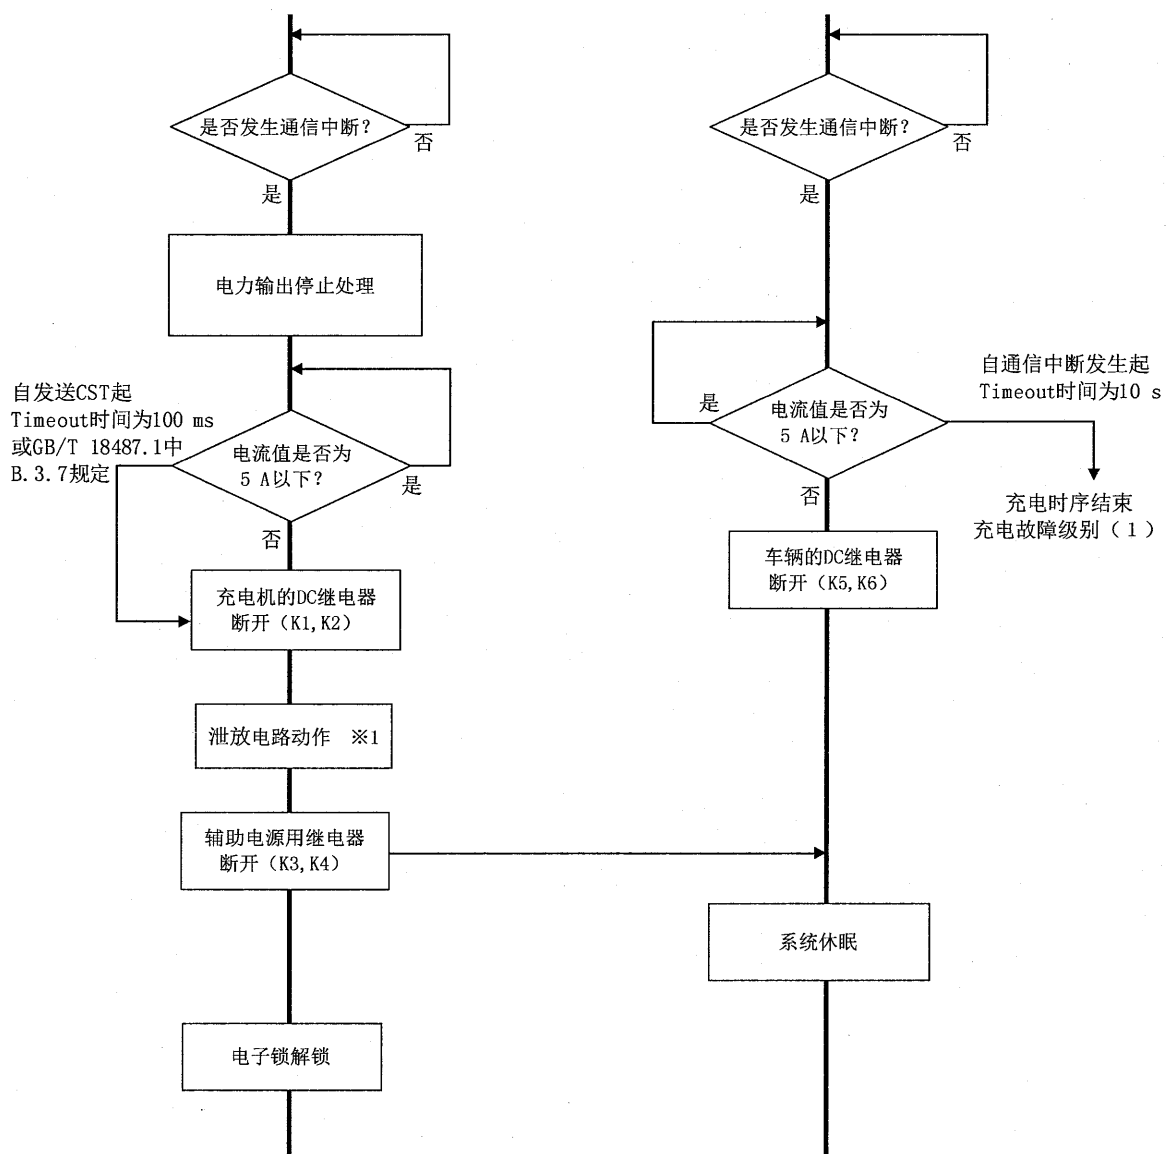 是否发生通信中断?
否
是
电力输出停止处理
自发送CST起
Timeout时间为100 ms
或GB/T 18487.1中
B.3.7规定
电流值是否为
5 A以下?
是
否
充电机的DC继电器
断开（K1,K2）
泄放电路动作 ※1
辅助电源用继电器
断开（K3,K4）
电子锁解锁
是否发生通信中断?
否
是
自通信中断发生起
Timeout时间为10 s
是
电流值是否为
5 A以下?
否
充电时序结束
充电故障级别（1）
车辆的DC继电器
断开（K5,K6）
系统休眠